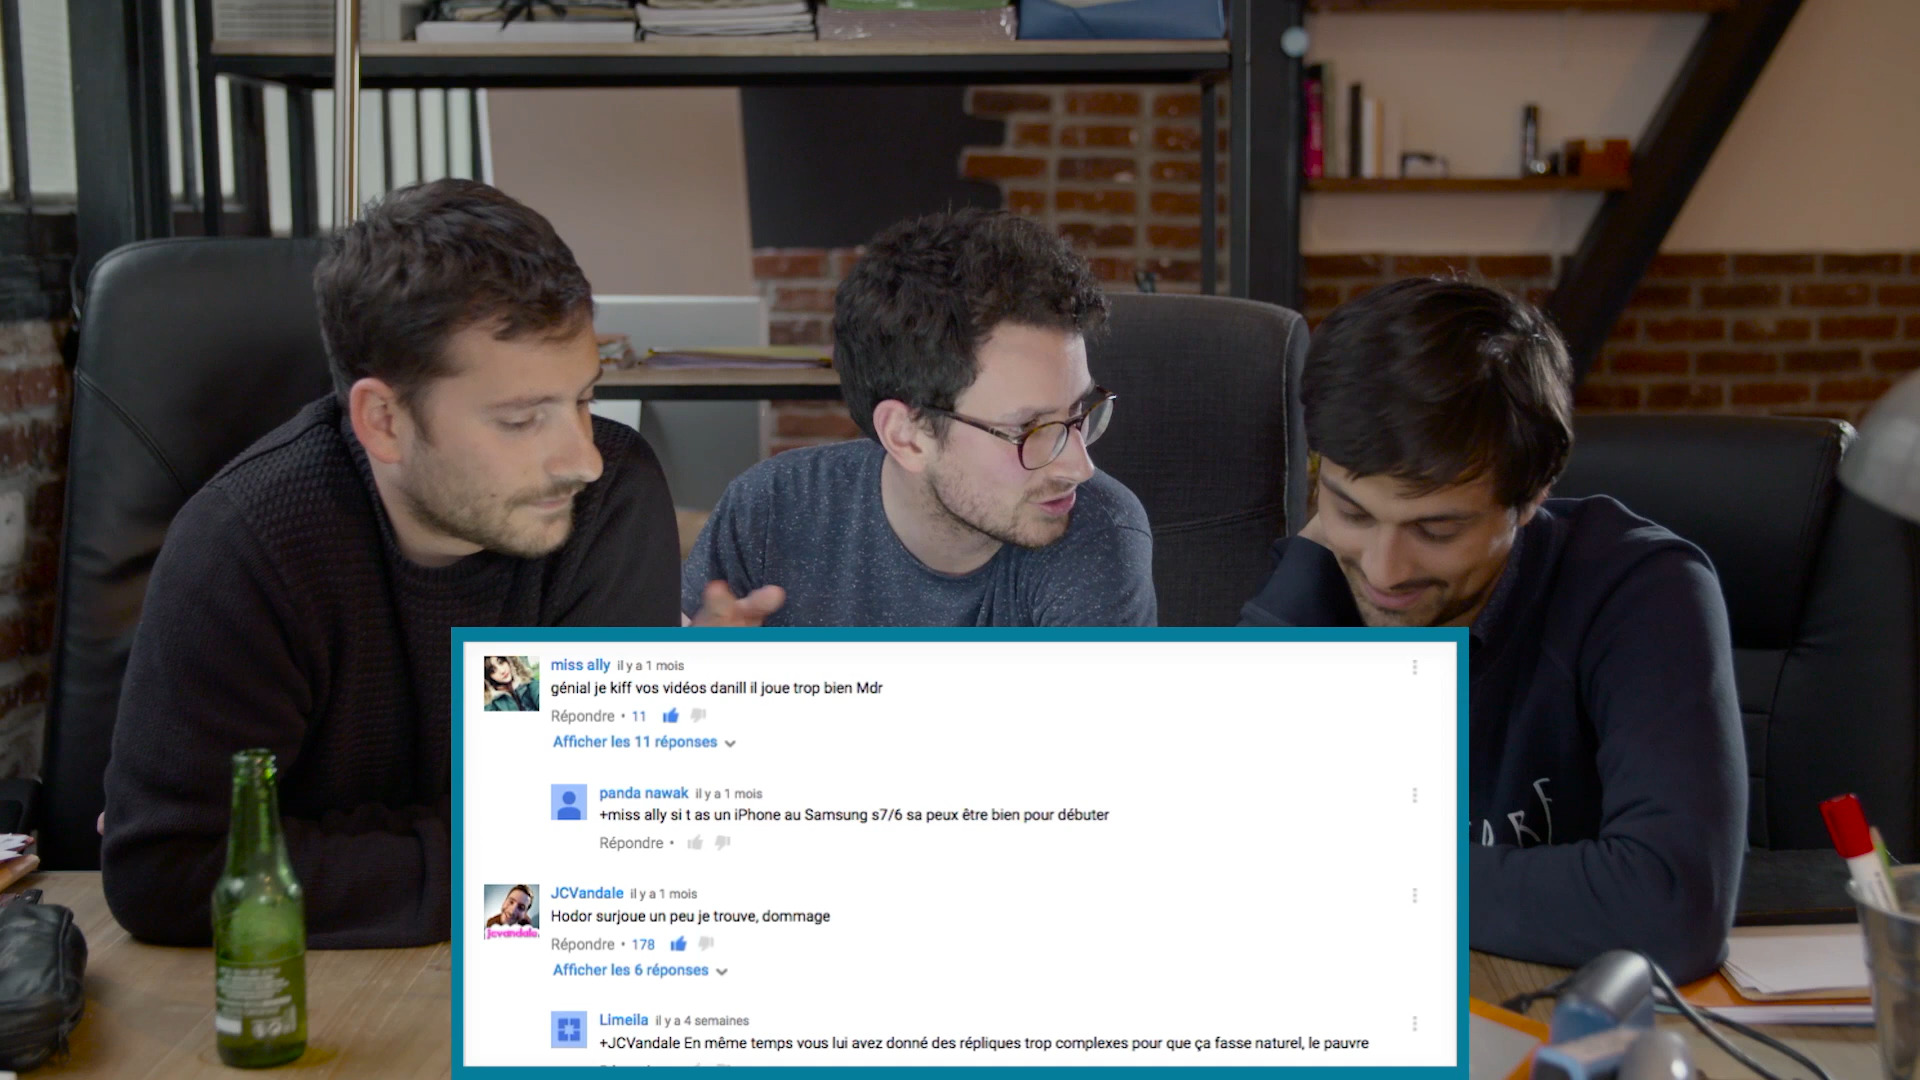 miss ally il y a 1 mois
génial je kiff vos vidéos danill il joue trop bien Mdr
Répondre • 11
Afficher les 11 réponses
panda nawak il y a 1 mois
+miss ally si t as un iPhone au Samsung s7/6 sa peux être bien pour débuter
Répondre •
JCVandale il y a 1 mois
Hodor surjoue un peu je trouve, dommage
jcvandale.
Répondre • 178
Afficher les 6 réponses
Limeila il y a 4 semaines
+JCVandale En même temps vous lui avez donné des répliques trop complexes pour que ça fasse naturel, le pauvre